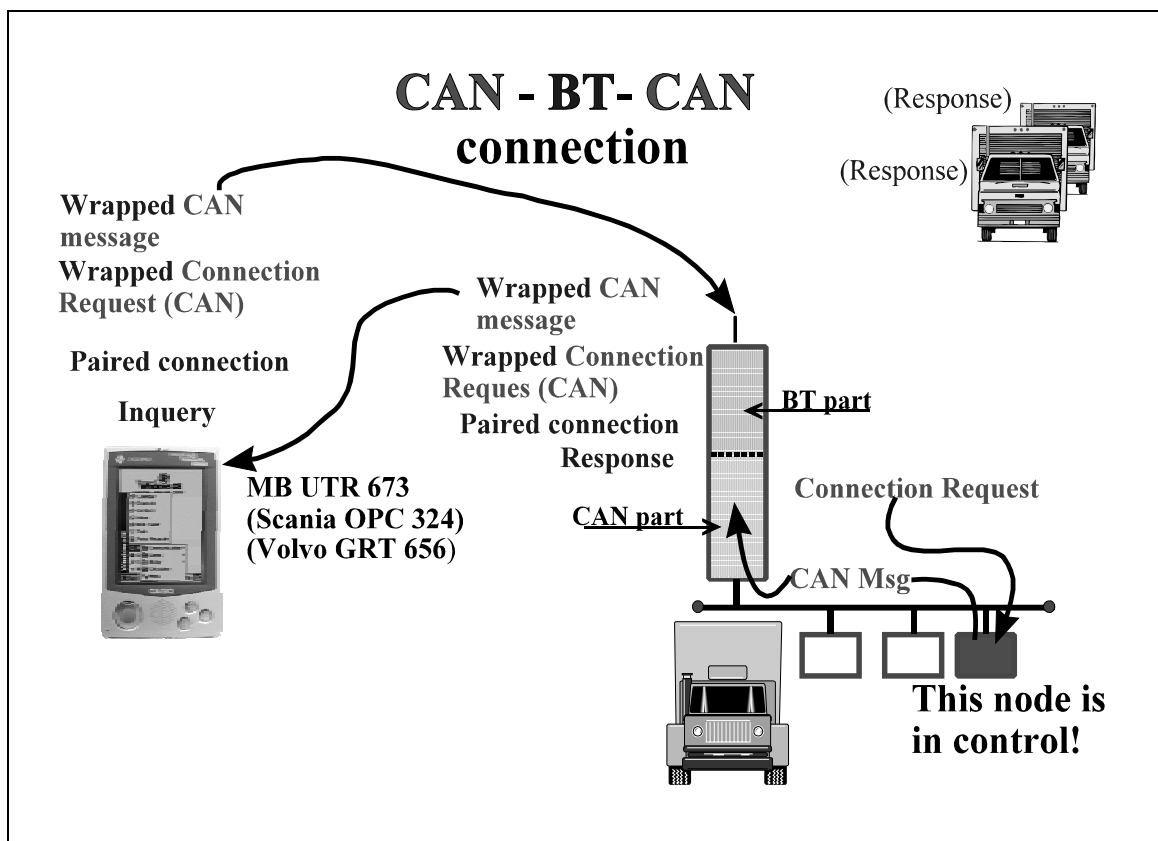 CAN - BT- CAN
connection
(Response)
(Response)
Wrapped CAN
message
Wrapped Connection
Request (CAN)
Paired connection
Inquery
Wrapped CAN
message
Wrapped Connection
Reques (CAN)
Paired connection
Response
MB UTR 673
(Scania OPC 324)
(Volvo GRT 656)
BT part
CAN part
Connection Request
CAN Msg
This node is
in control!